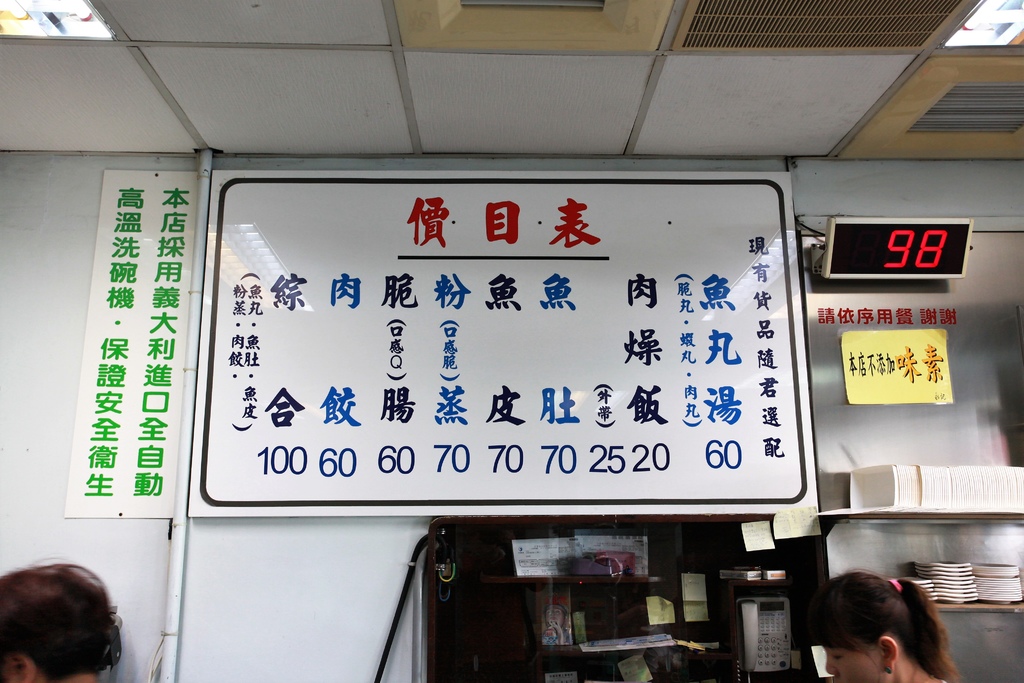 價·目·表·
現有貨品隨君選配
魚丸湯 60
(脆丸·蝦丸·肉丸)
肉燥飯 20
(外帶) 25
魚肚 70
魚皮 70
粉蒸 70
(口感脆)
脆腸 60
(口感Q)
肉餃 60
綜合 100
(魚丸·魚肚·魚皮
粉蒸·肉餃·)
本店採用義大利進口全自動
高溫洗碗機·保證安全衛生
98
請依序用餐 謝謝
本店不添加味素